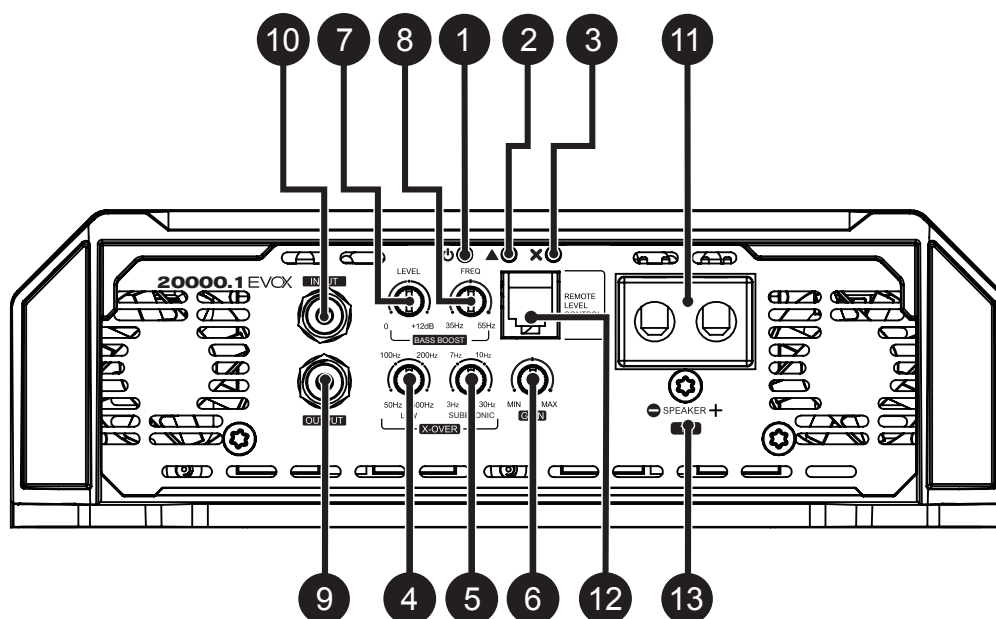 10 7 8 1 2 3 11
20000.1 EVOX
INPUT
LEVEL
FREQ
0 +12dB
35Hz 55Hz
BASS BOOST
REMOTE
LEVEL
100Hz 200Hz
7Hz 10Hz
50Hz
3Hz 30Hz
SUBSONIC
X-OVER
MIN MAX
GAIN
OUTPUT
SPEAKER
9 4 5 6 12 13